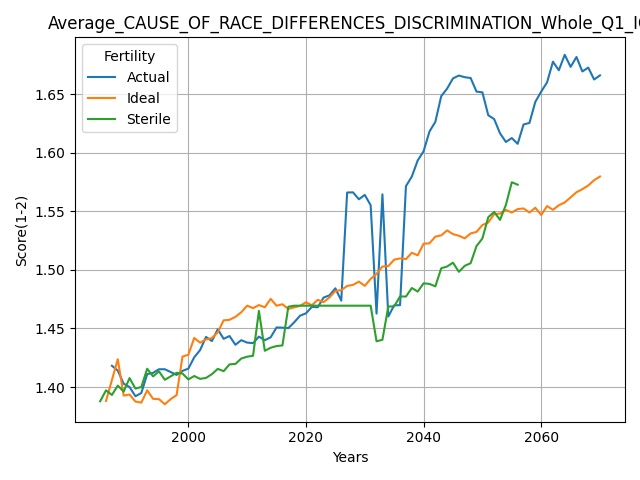 Average_CAUSE_OF_RACE_DIFFERENCES_DISCRIMINATION_Whole_Q1_I
Fertility
Actual
Ideal
Sterile
1.65
1.60
1.55
1.50
1.45
1.40
Score(1-2)
2000 2020 2040 2060
Years